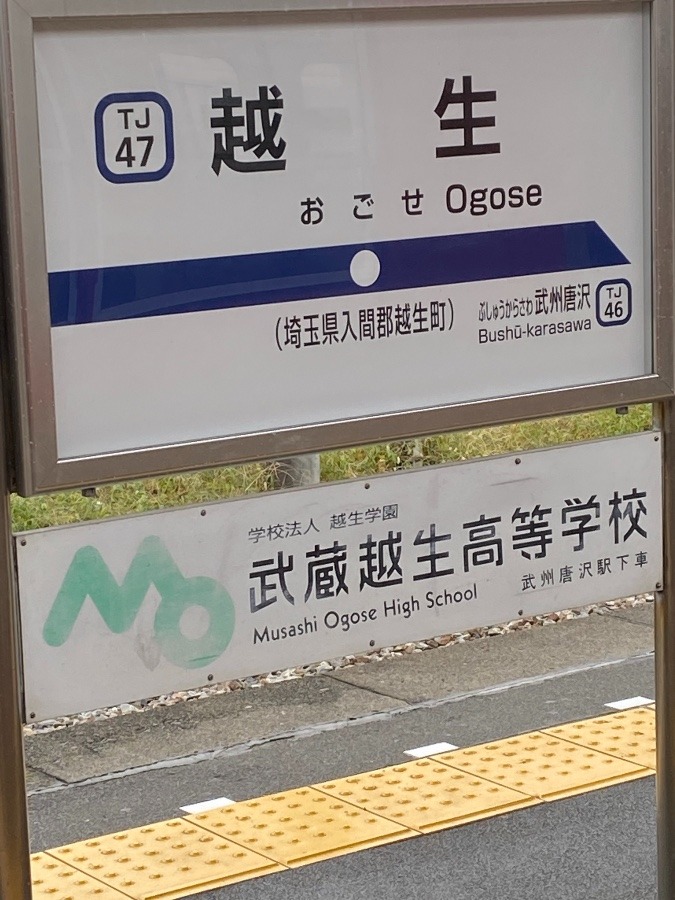 TJ
47
越生
おごせ Ogose
(埼玉県入間郡越生町)
ぶしゅうからさわ 武州唐沢
Bushū-karasawa
TJ
46
学校法人 越生学園
武蔵越生高等学校
Musashi Ogose High School
武州唐沢駅下車
MO